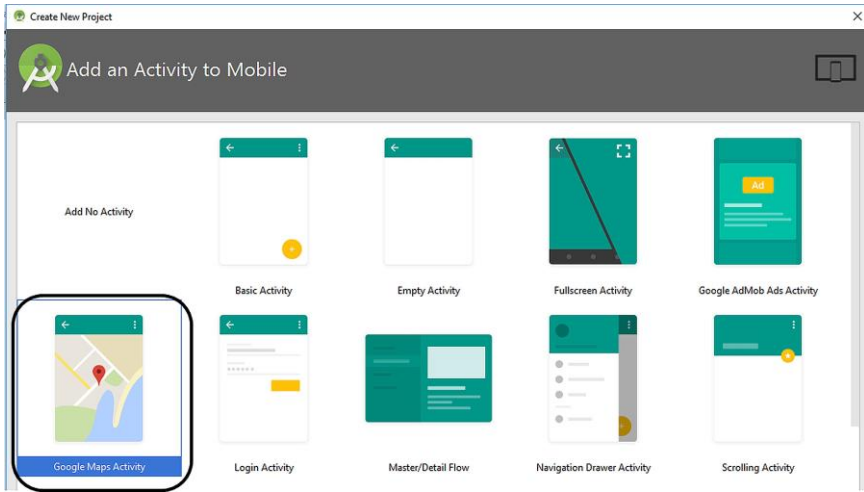 Create New Project
Add an Activity to Mobile
Add No Activity
Basic Activity
Empty Activity
Fullscreen Activity
Ad
Google AdMob Ads Activity
Google Maps Activity
Login Activity
Master/Detail Flow
Navigation Drawer Activity
Scrolling Activity